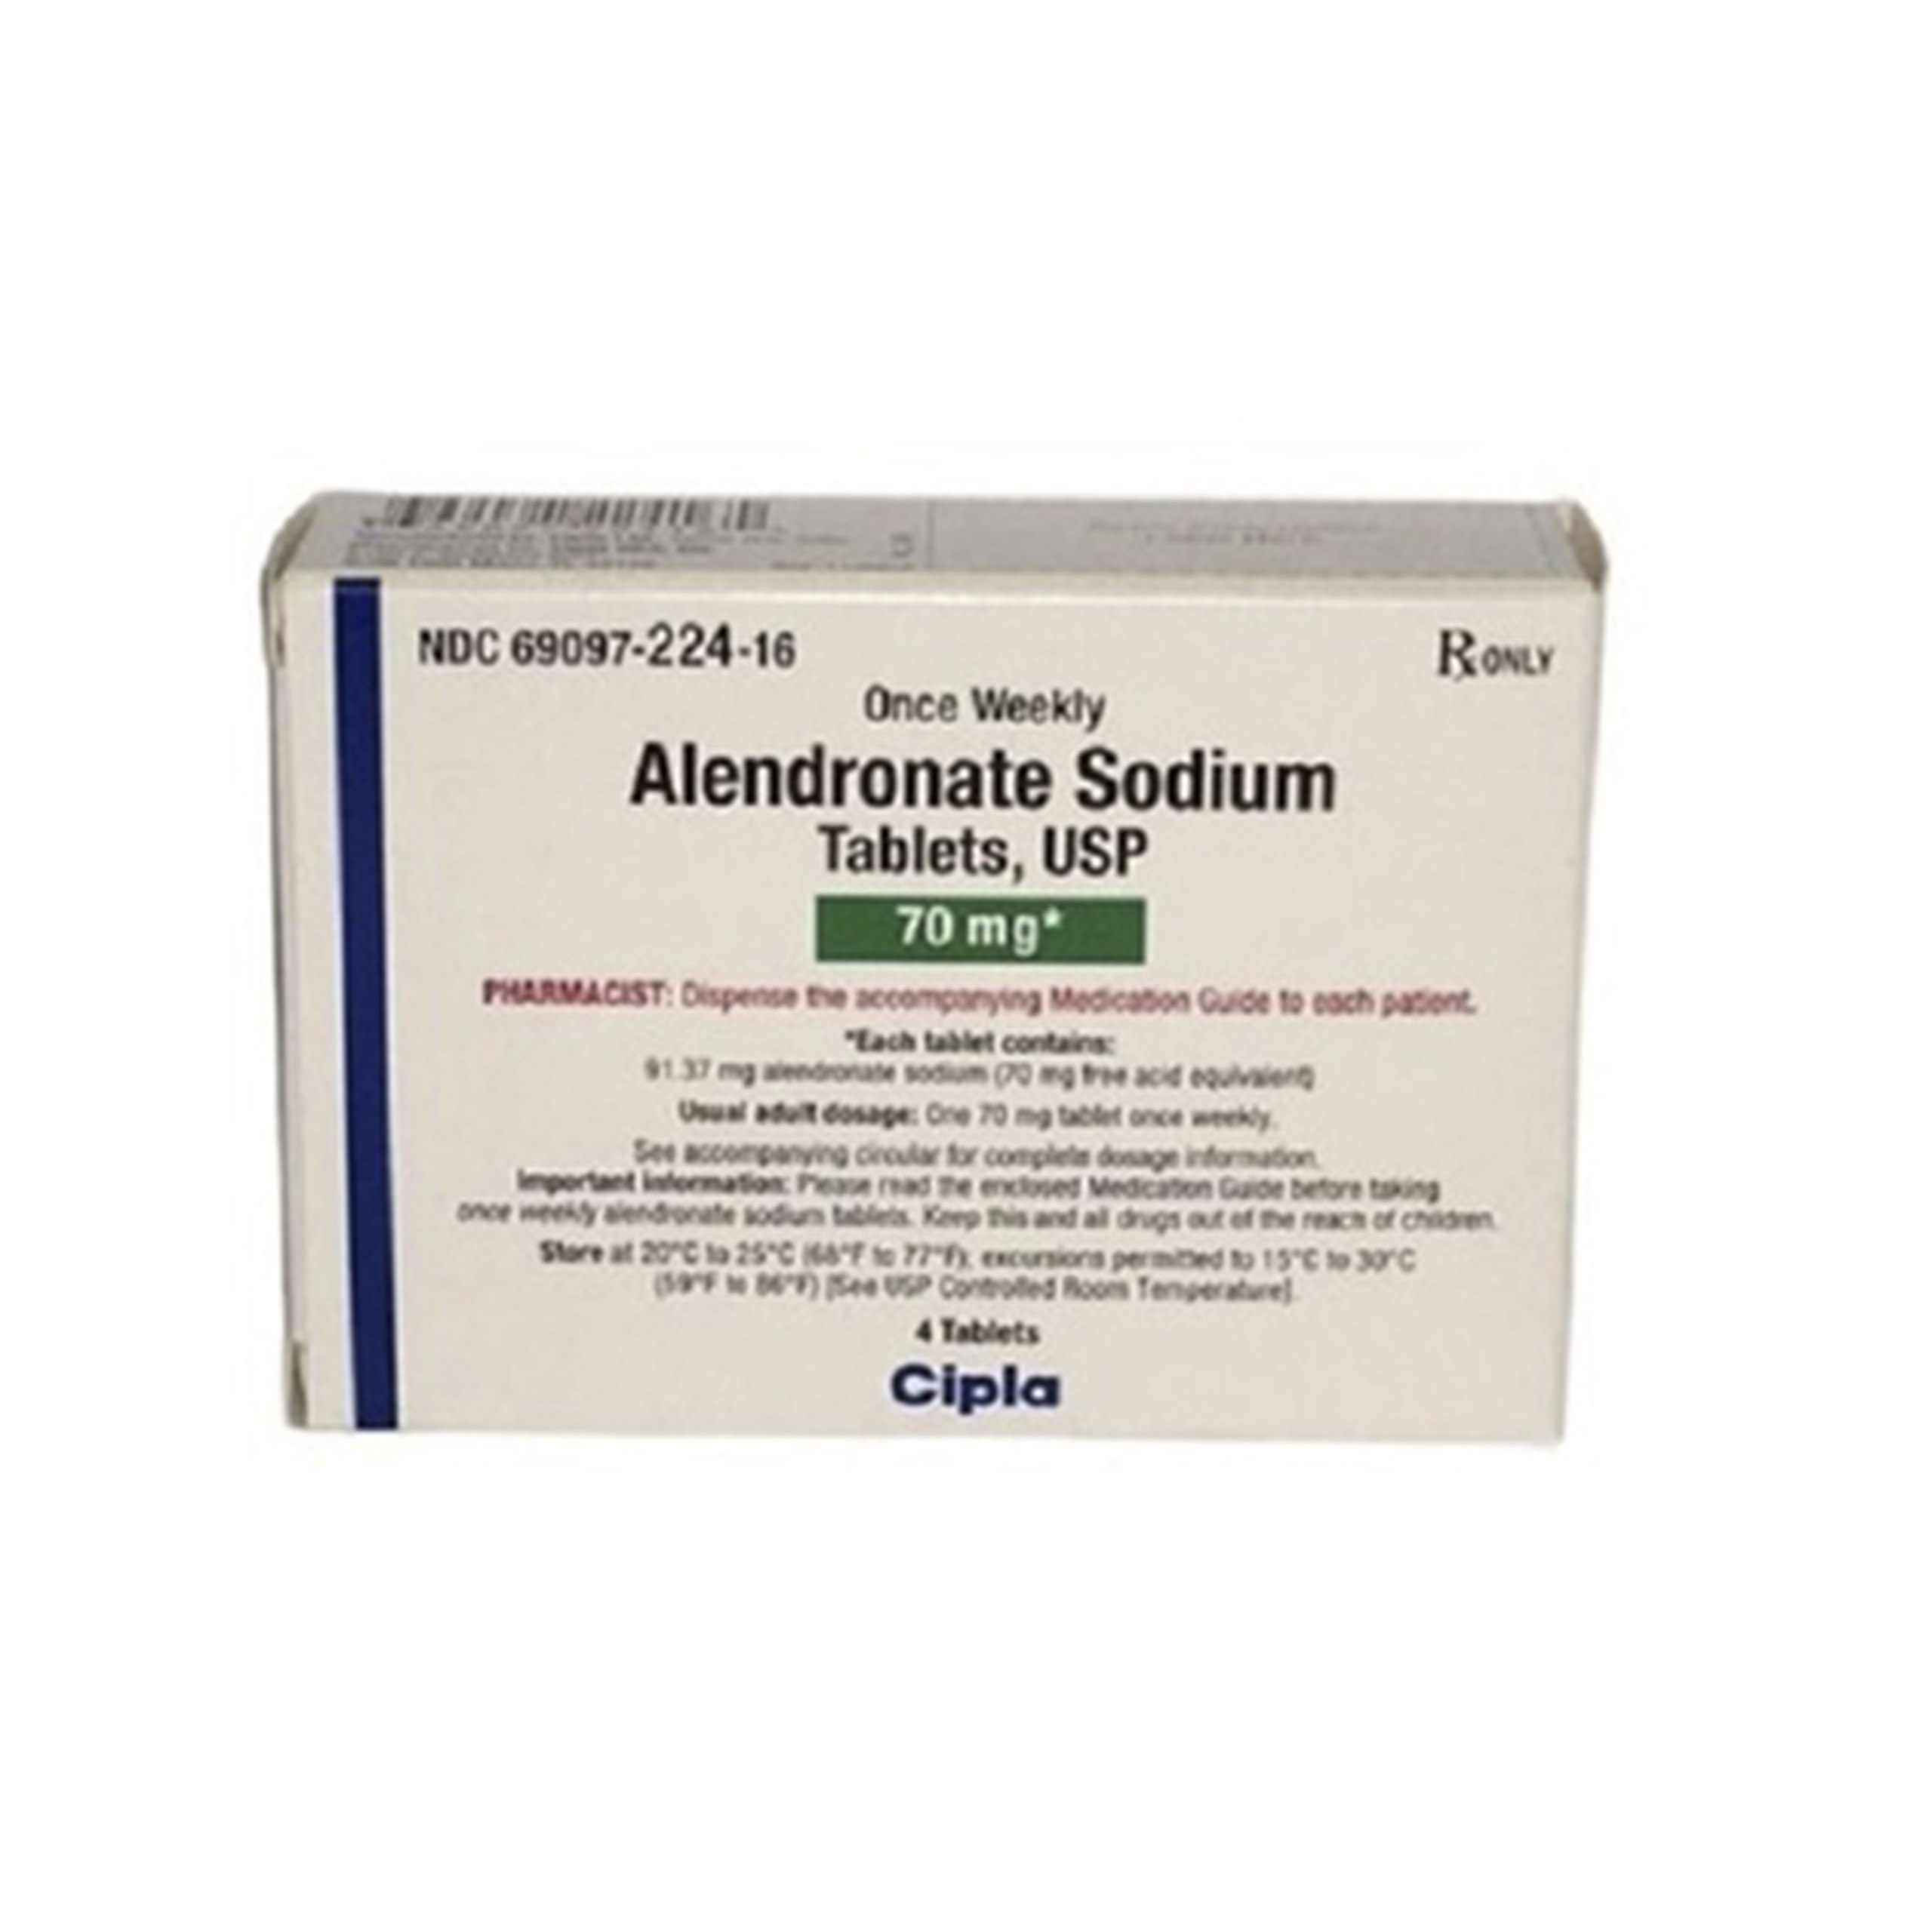 NDC 69097-224-16
Rx ONLY
Once Weekly
Alendronate Sodium
Tablets, USP
70 mg*
PHARMACIST: Dispense the accompanying Medication Guide to each patient.
*Each tablet contains:
91.37 mg alendronate sodium (70 mg free acid equivalent)
Usual adult dosage: One 70 mg tablet once weekly.
See accompanying circular for complete dosage information.
Important information: Please read the enclosed Medication Guide before taking
once weekly alendronate sodium tablets. Keep this and all drugs out of the reach of children.
Store at 20°C to 25°C (68°F to 77°F); excursions permitted to 15°C to 30°C
(59°F to 86°F) [See USP Controlled Room Temperature].
4 Tablets
Cipla